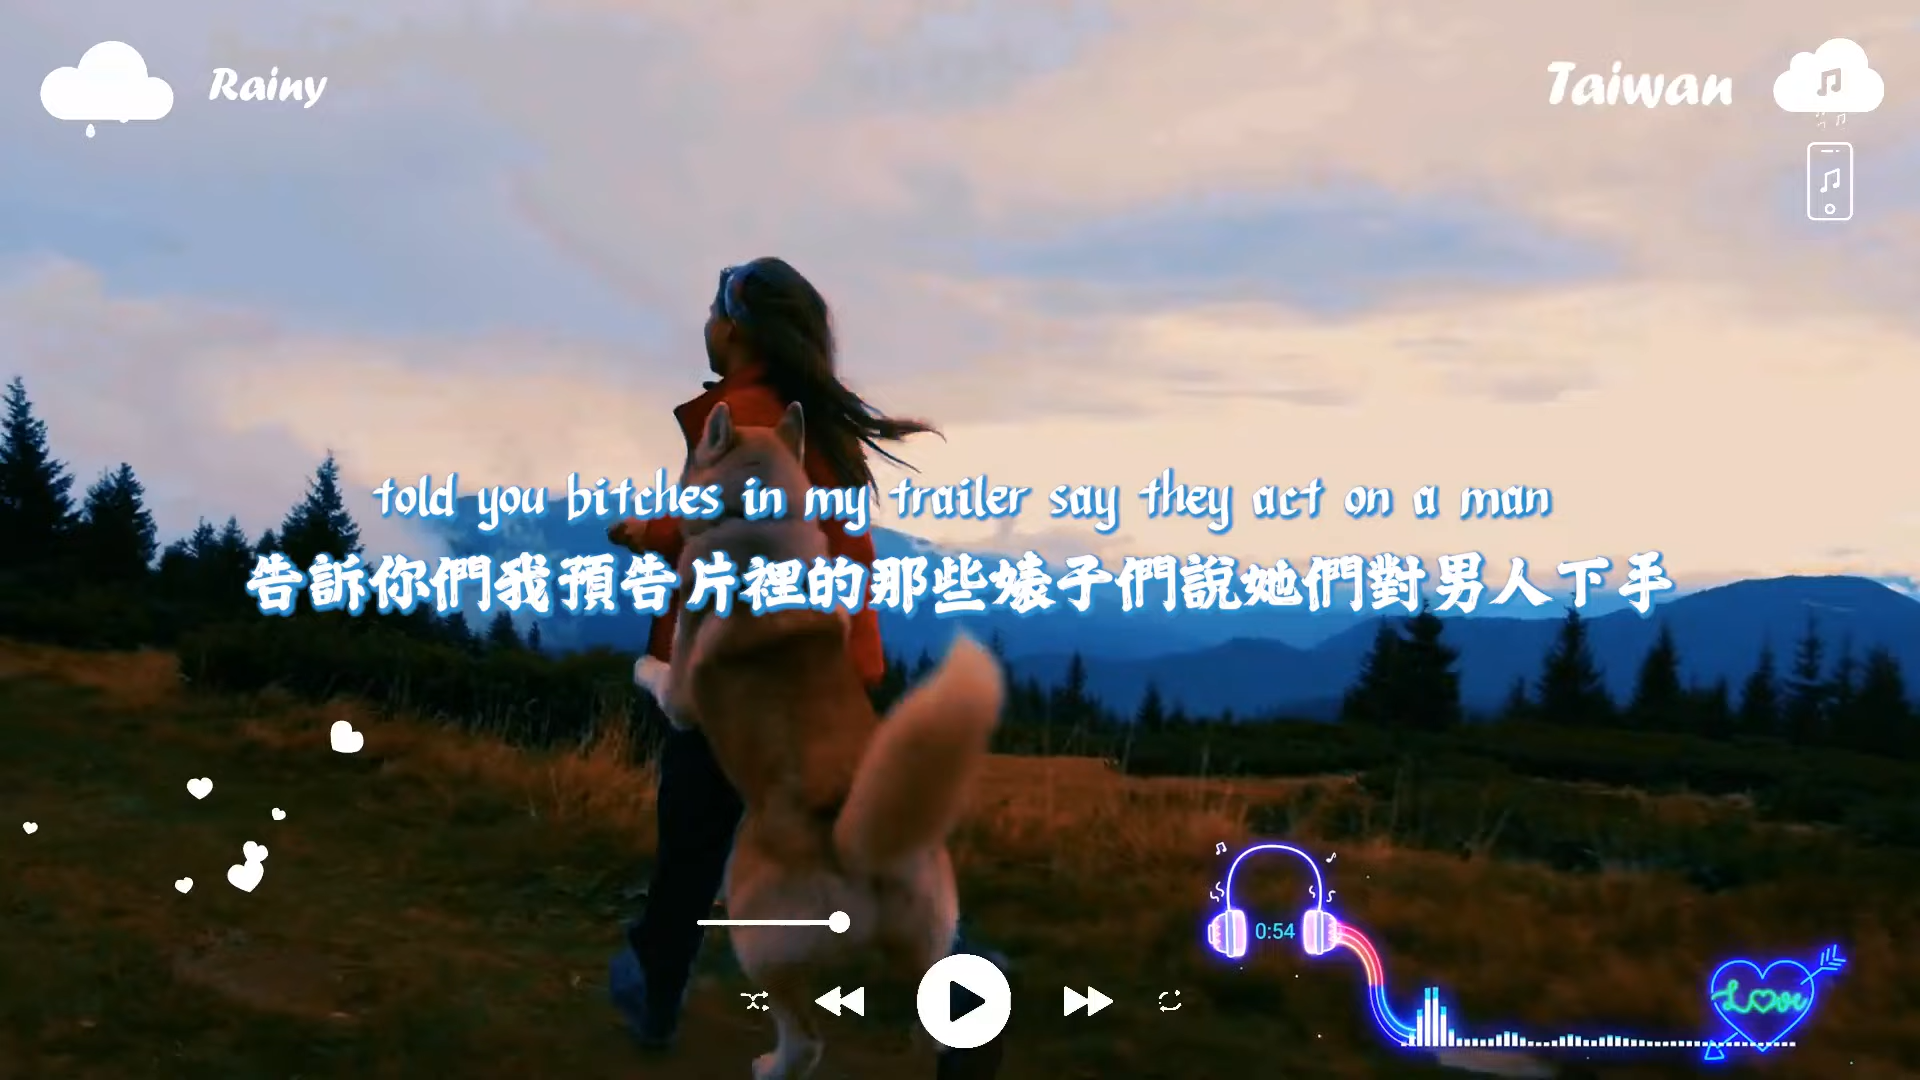 Rainy
Taiwan
told you bitches in my trailer say they act on a man
告訴你們我預告片裡的那些婊子們說她們對男人下手
0:54
Love